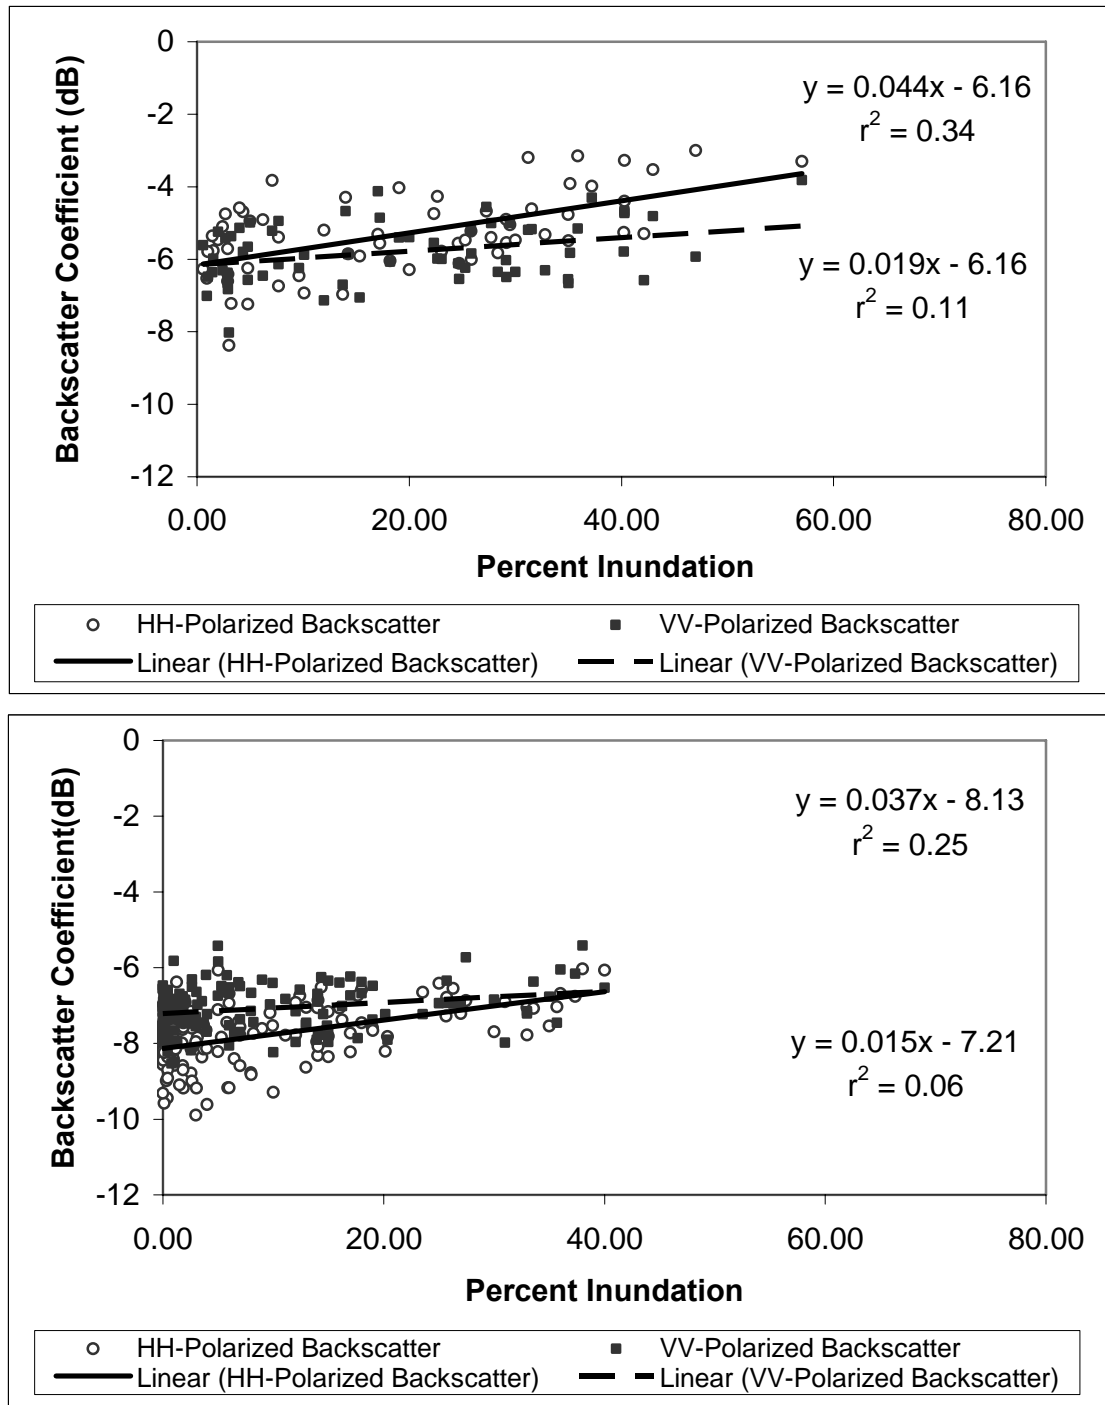 0
-2
-4
-6
-8
-10
-12
Backscatter Coefficient (dB)
y = 0.044x - 6.16
r² = 0.34
y = 0.019x - 6.16
r² = 0.11
0.00 20.00 40.00 60.00 80.00
Percent Inundation
HH-Polarized Backscatter VV-Polarized Backscatter
Linear (HH-Polarized Backscatter) Linear (VV-Polarized Backscatter)
0
-2
-4
-6
-8
-10
-12
Backscatter Coefficient(dB)
y = 0.037x - 8.13
r² = 0.25
y = 0.015x - 7.21
r² = 0.06
0.00 20.00 40.00 60.00 80.00
Percent Inundation
HH-Polarized Backscatter VV-Polarized Backscatter
Linear (HH-Polarized Backscatter) Linear (VV-Polarized Backscatter)